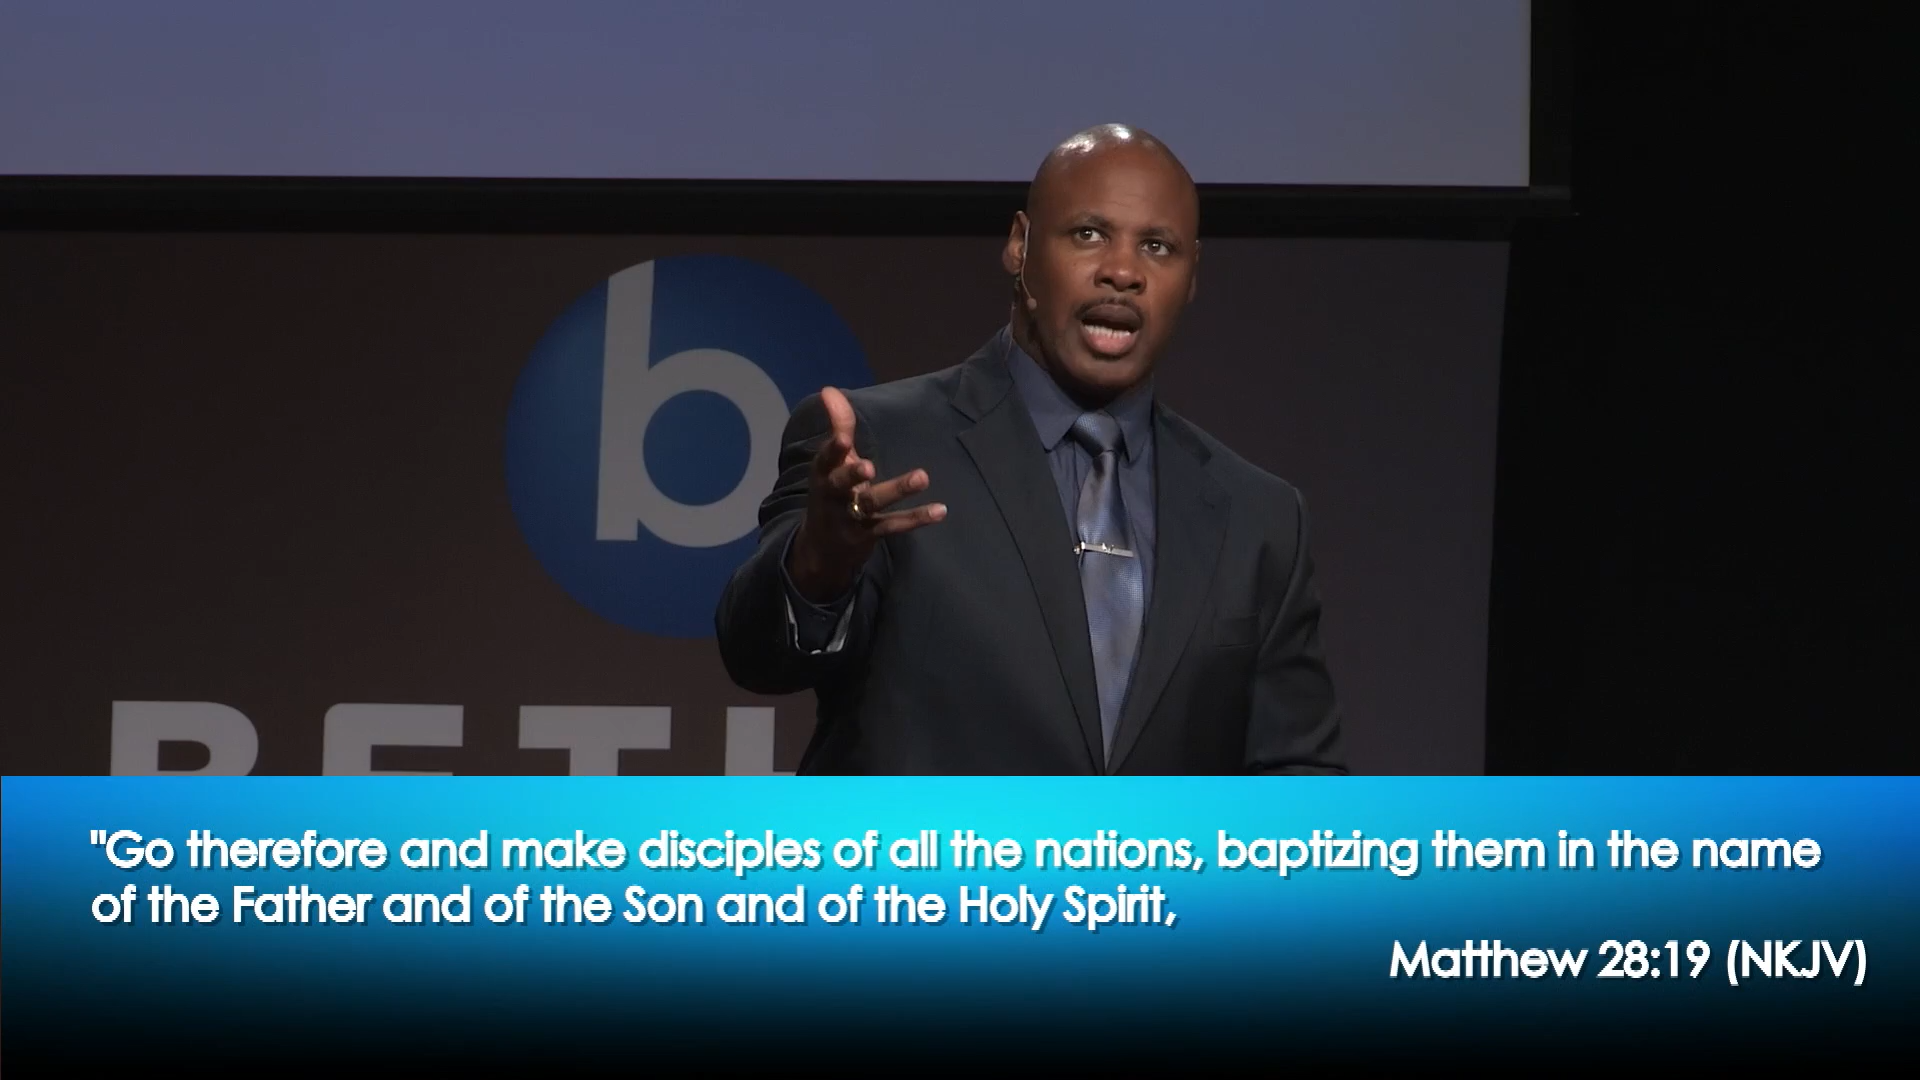 b
BETH
"Go therefore and make disciples of all the nations, baptizing them in the name
of the Father and of the Son and of the Holy Spirit,
Matthew 28:19 (NKJV)